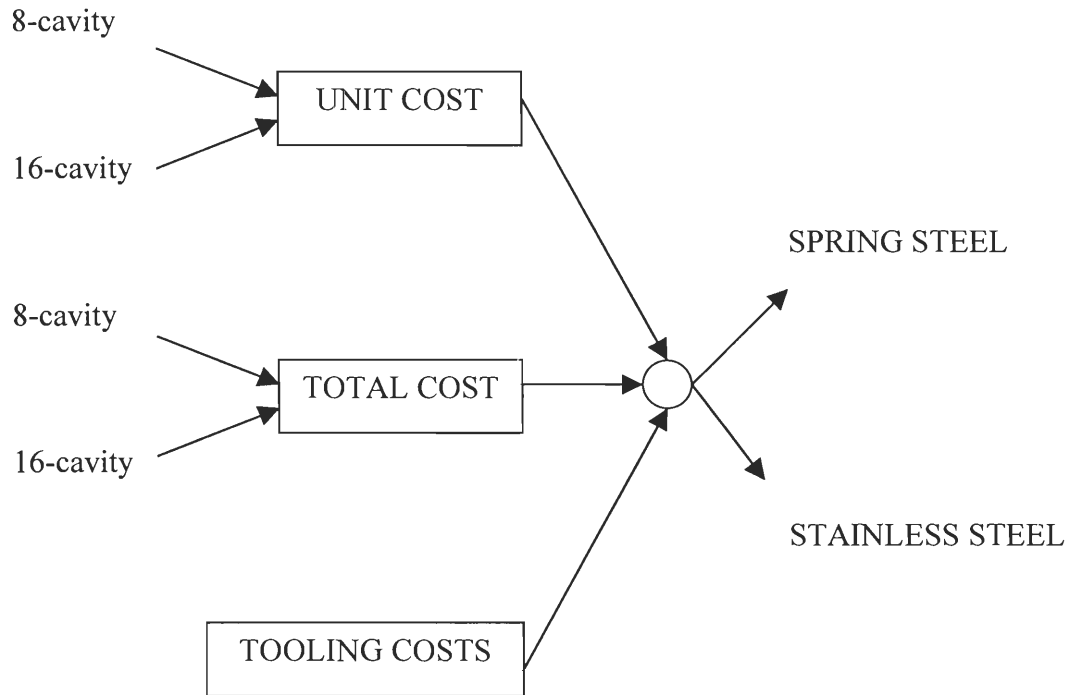 8-cavity
UNIT COST
16-cavity
SPRING STEEL
8-cavity
TOTAL COST
16-cavity
STAINLESS STEEL
TOOLING COSTS